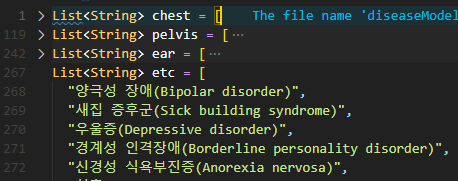 1 > List<String> chest = [ The file name 'diseaseModel
119 > List<String> pelvis = [ ...
242 > List<String> ear = [ ...
267 List<String> etc = [
268 "양극성 장애(Bipolar disorder)",
269 "새집 증후군(Sick building syndrome)",
270 "우울증(Depressive disorder)",
271 "경계성 인격장애(Borderline personality disorder)",
272 "신경성 식욕부진증(Anorexia nervosa)",